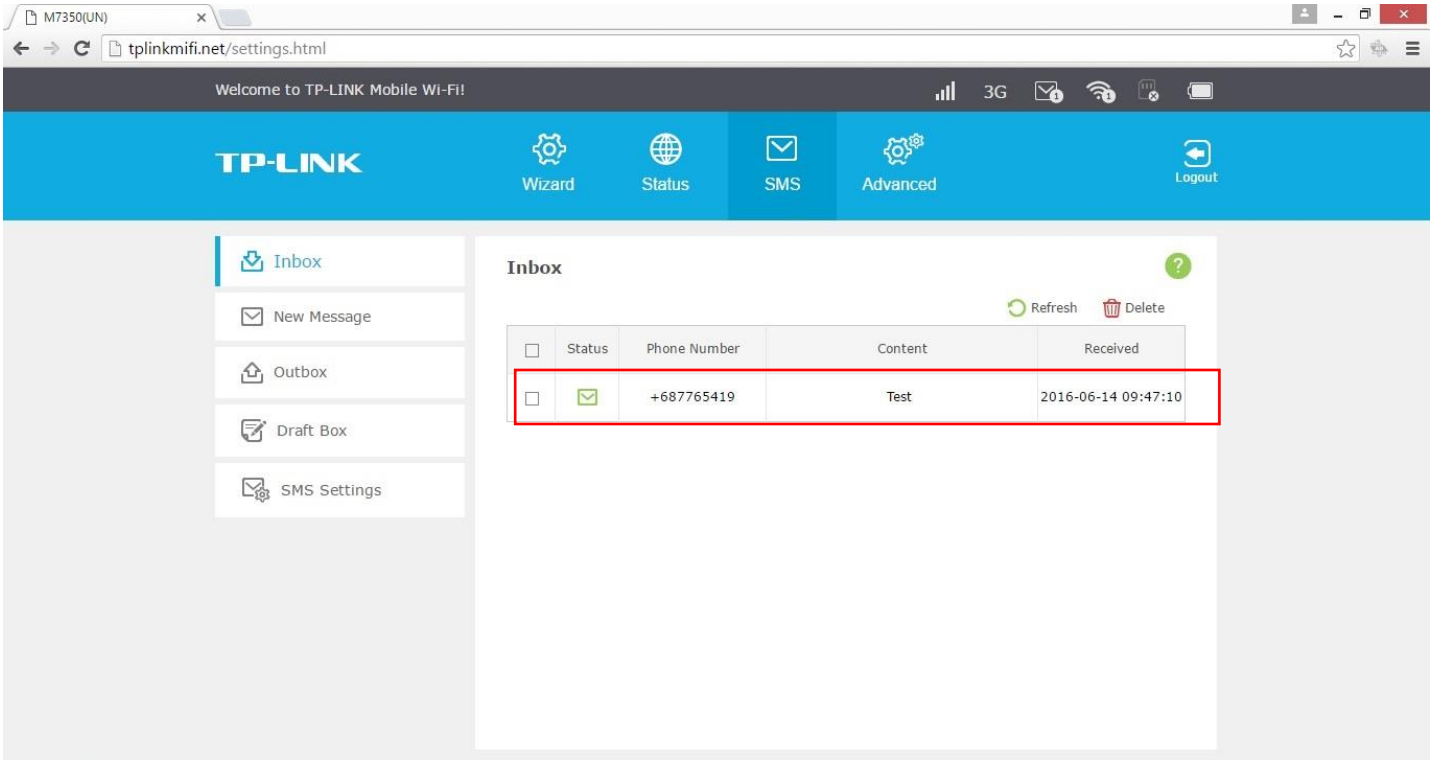 M7350(UN)
tplinkmifi.net/settings.html
Welcome to TP-LINK Mobile Wi-Fi!
3G
1
1
TP-LINK
Wizard
Status
SMS
Advanced
Logout
Inbox
New Message
Outbox
Draft Box
SMS Settings
Inbox
?
Refresh
Delete
Status Phone Number Content Received
+687765419 Test 2016-06-14 09:47:10